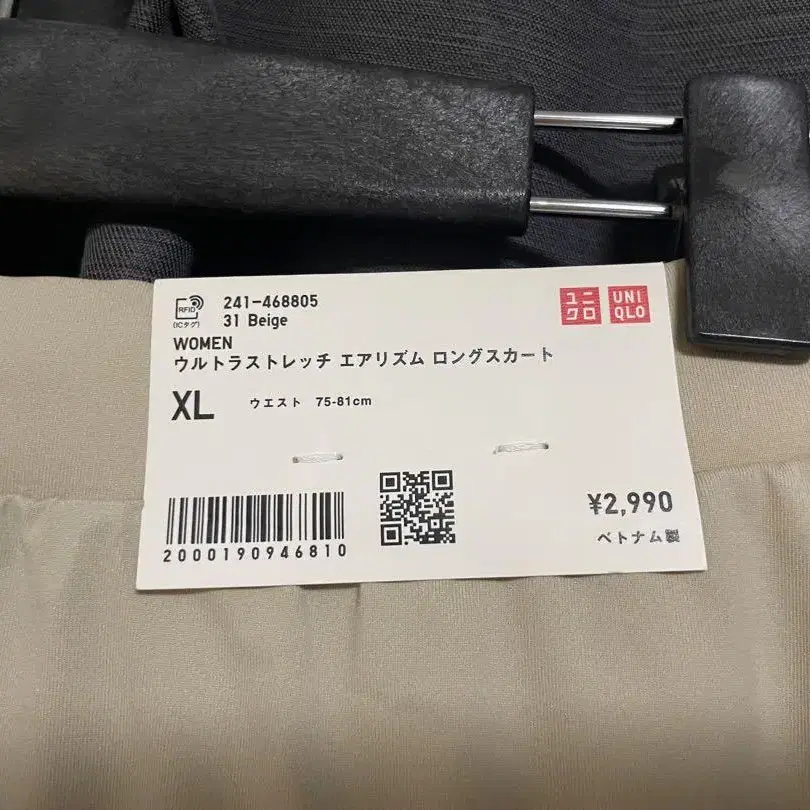 RFID
(ICタグ)
241-468805
31 Beige
ユニ
クロ
UNI
QLO
WOMEN
ウルトラストレッチ エアリズム ロングスカート
XL ウエスト 75-81cm
¥2,990
2000190946810
ベトナム製